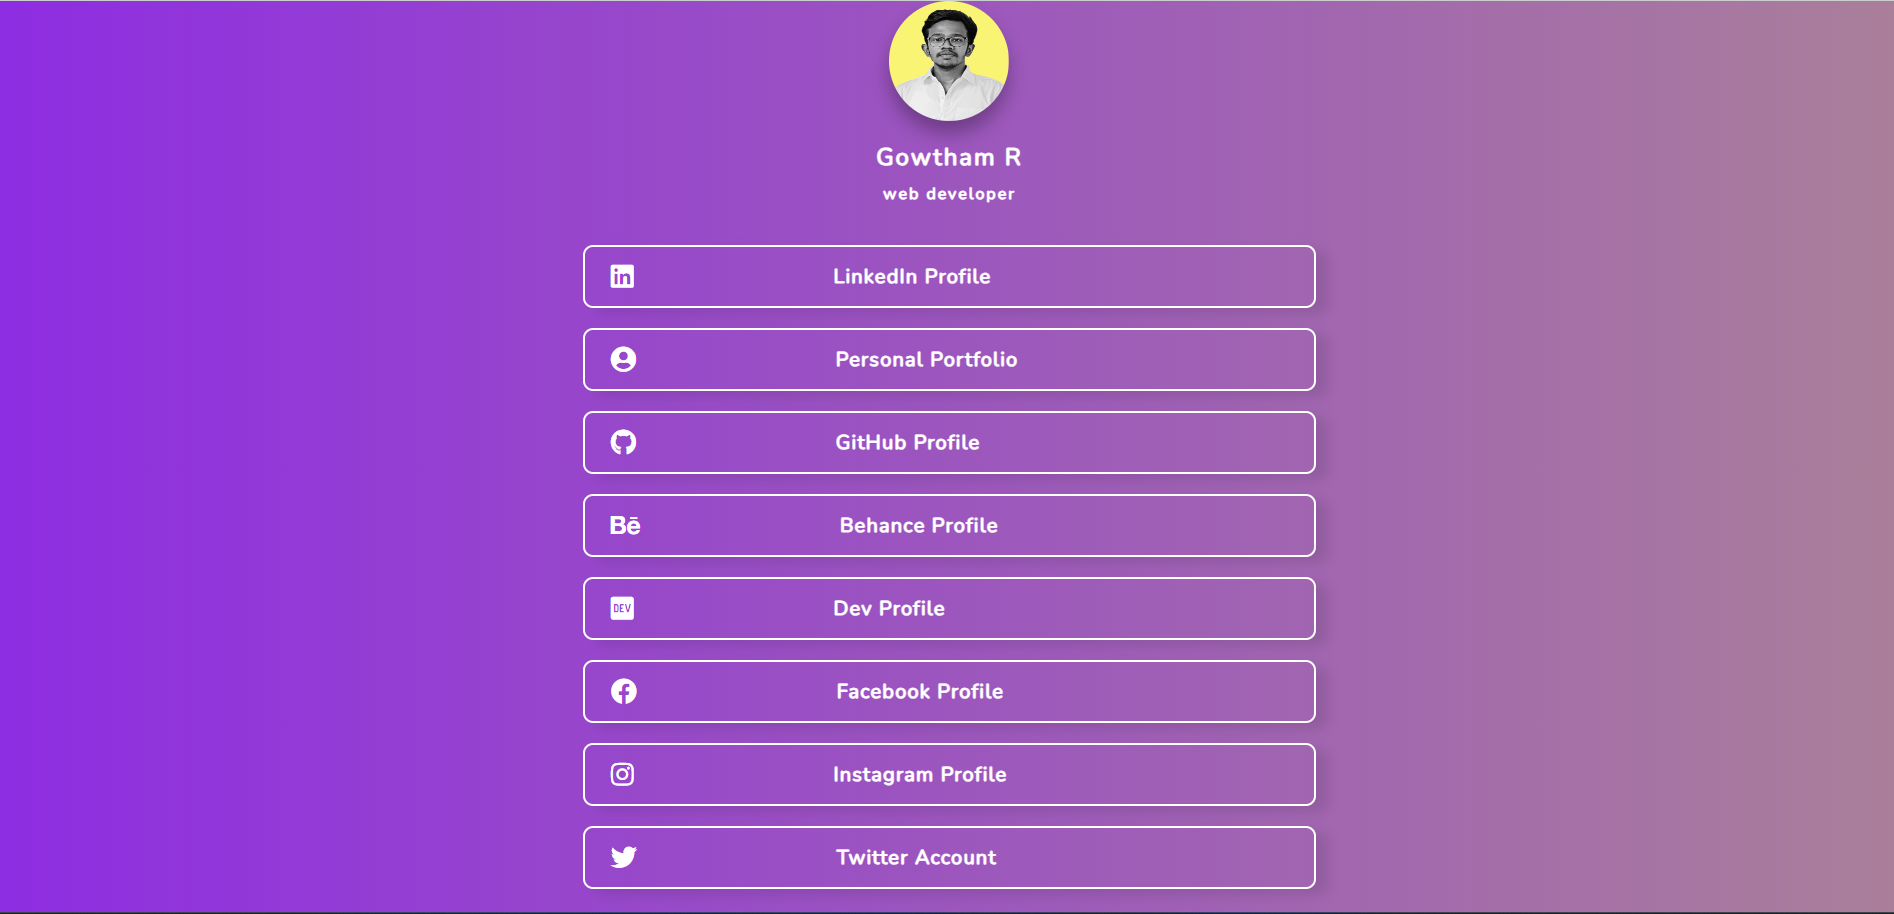 Gowtham R
web developer
in LinkedIn Profile
Personal Portfolio
GitHub Profile
Bē Behance Profile
DEV Dev Profile
f Facebook Profile
Instagram Profile
Twitter Account